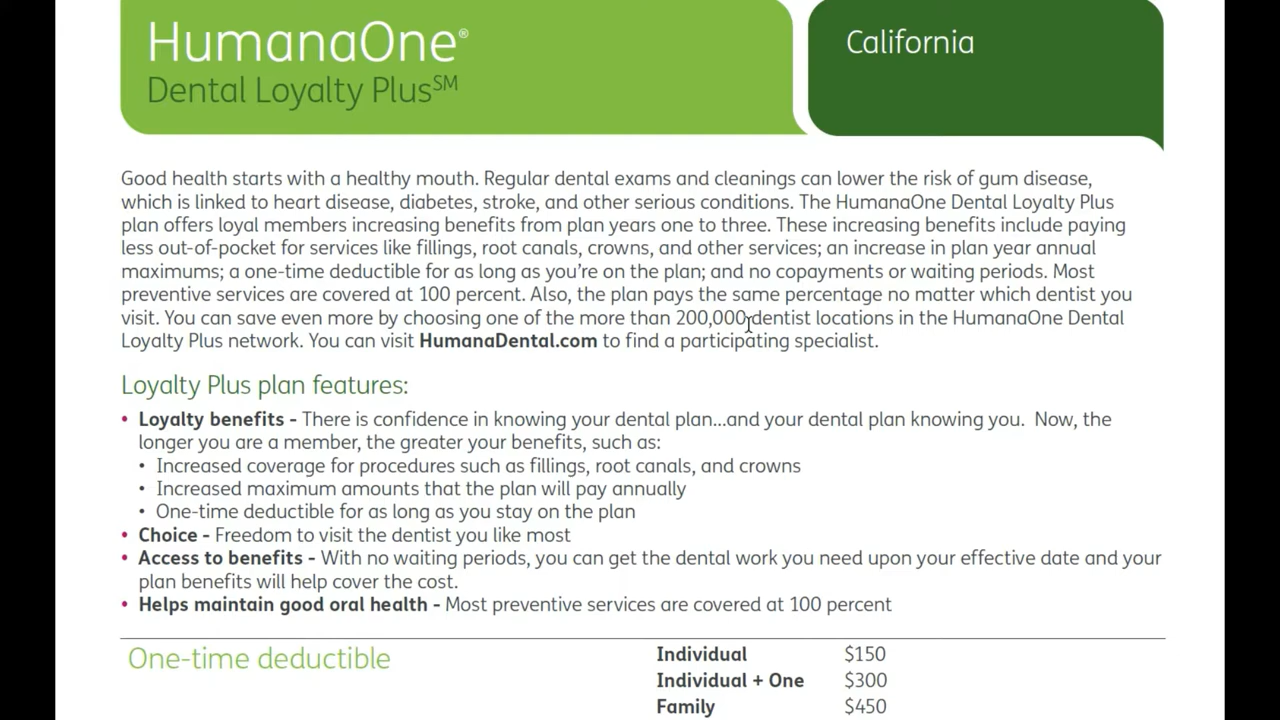 HumanaOne®
Dental Loyalty Plus℠
California
Good health starts with a healthy mouth. Regular dental exams and cleanings can lower the risk of gum disease,
which is linked to heart disease, diabetes, stroke, and other serious conditions. The HumanaOne Dental Loyalty Plus
plan offers loyal members increasing benefits from plan years one to three. These increasing benefits include paying
less out-of-pocket for services like fillings, root canals, crowns, and other services; an increase in plan year annual
maximums; a one-time deductible for as long as you're on the plan; and no copayments or waiting periods. Most
preventive services are covered at 100 percent. Also, the plan pays the same percentage no matter which dentist you
visit. You can save even more by choosing one of the more than 200,000 dentist locations in the HumanaOne Dental
Loyalty Plus network. You can visit HumanaDental.com to find a participating specialist.
Loyalty Plus plan features:
• Loyalty benefits - There is confidence in knowing your dental plan...and your dental plan knowing you. Now, the
longer you are a member, the greater your benefits, such as:
• Increased coverage for procedures such as fillings, root canals, and crowns
• Increased maximum amounts that the plan will pay annually
• One-time deductible for as long as you stay on the plan
• Choice - Freedom to visit the dentist you like most
• Access to benefits - With no waiting periods, you can get the dental work you need upon your effective date and your
plan benefits will help cover the cost.
• Helps maintain good oral health - Most preventive services are covered at 100 percent
One-time deductible
Individual $150
Individual + One $300
Family $450